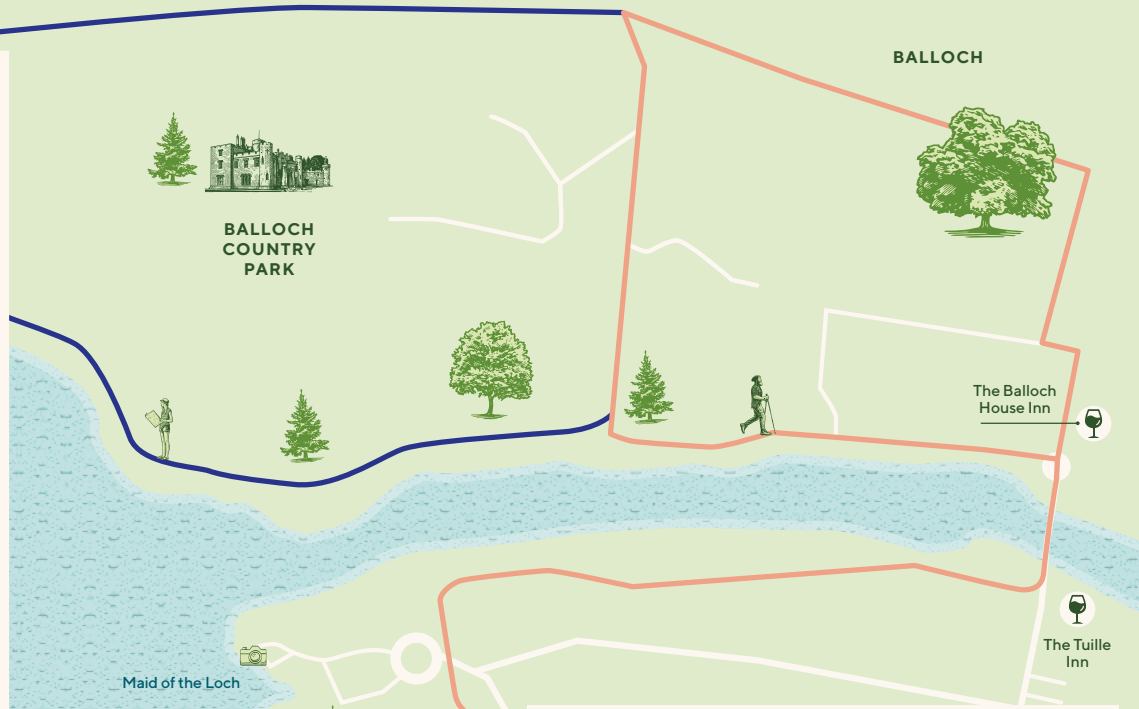 BALLOCH
BALLOCH
COUNTRY
PARK
The Balloch
House Inn
The Tuille
Inn
Maid of the Loch